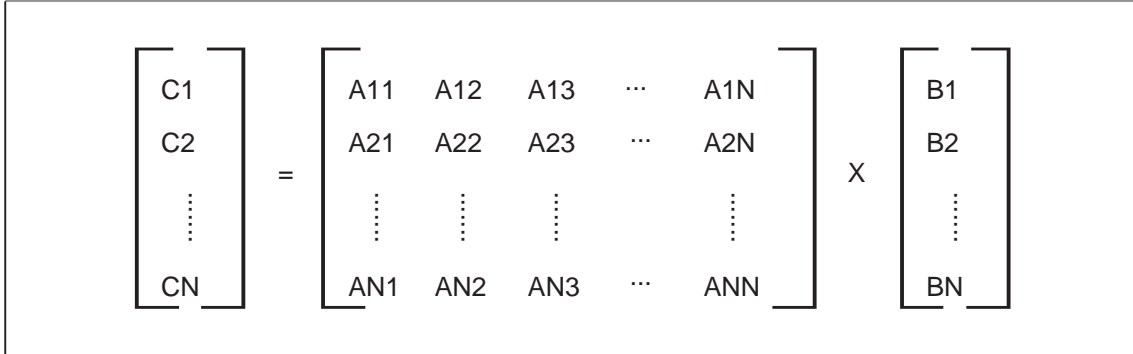 C1 A11 A12 A13 ... A1N B1
C2 A21 A22 A23 ... A2N B2
= X
CN AN1 AN2 AN3 ... ANN BN